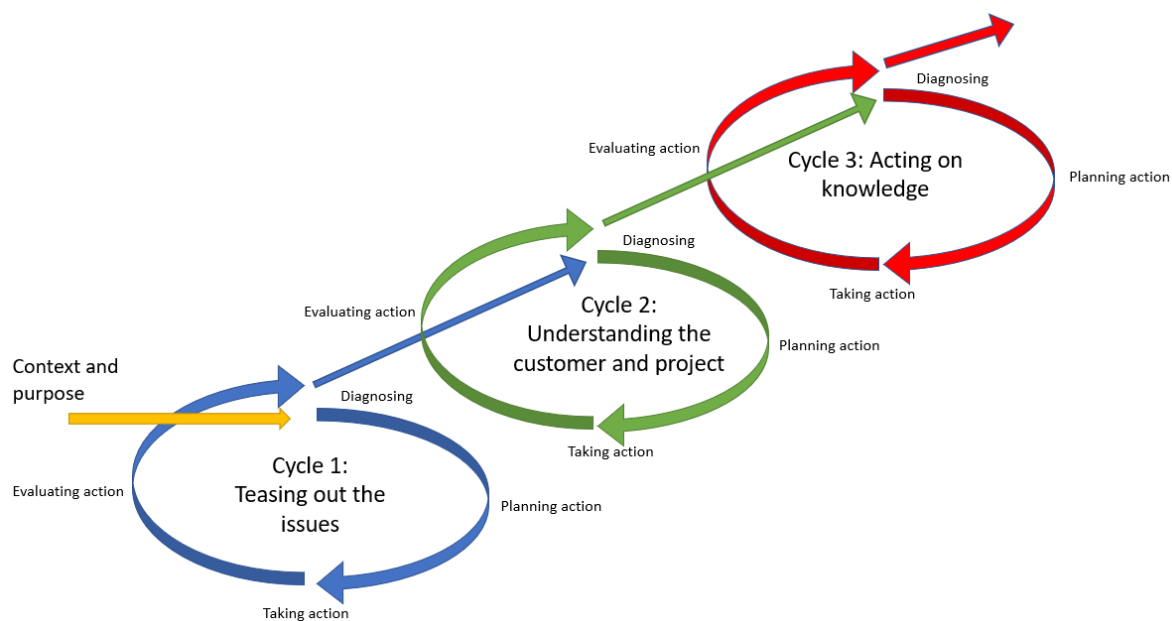 Diagnosing
Evaluating action
Cycle 3: Acting on
knowledge
Planning action
Taking action
Diagnosing
Evaluating action
Cycle 2:
Understanding the
customer and project
Planning action
Taking action
Context and
purpose
Diagnosing
Cycle 1:
Teasing out the
issues
Evaluating action
Planning action
Taking action